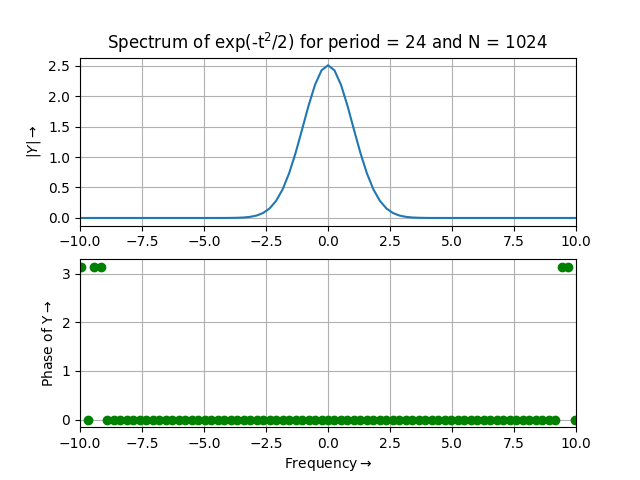 Spectrum of exp(-t²/2) for period = 24 and N = 1024
2.5
2.0
1.5
1.0
0.5
0.0
|Y|→
−10.0 −7.5 −5.0 −2.5 0.0 2.5 5.0 7.5 10.0
3
2
1
0
Phase of Y→
−10.0 −7.5 −5.0 −2.5 0.0 2.5 5.0 7.5 10.0
Frequency→